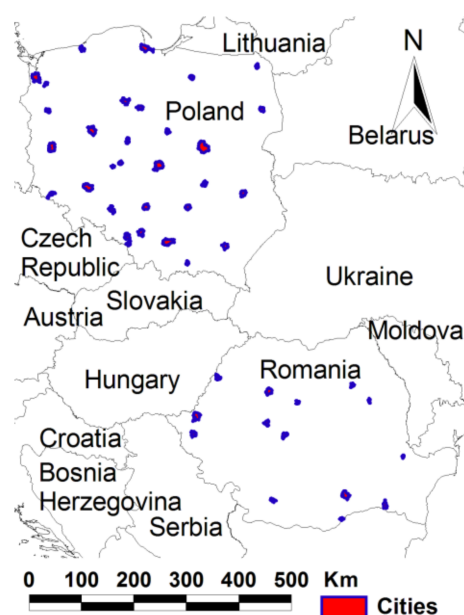 Lithuania
N
Poland
Belarus
Czech
Republic
Ukraine
Slovakia
Austria
Moldova
Romania
Hungary
Croatia
Bosnia
Herzegovina
Serbia
0 100 200 300 400 500 Km
Cities